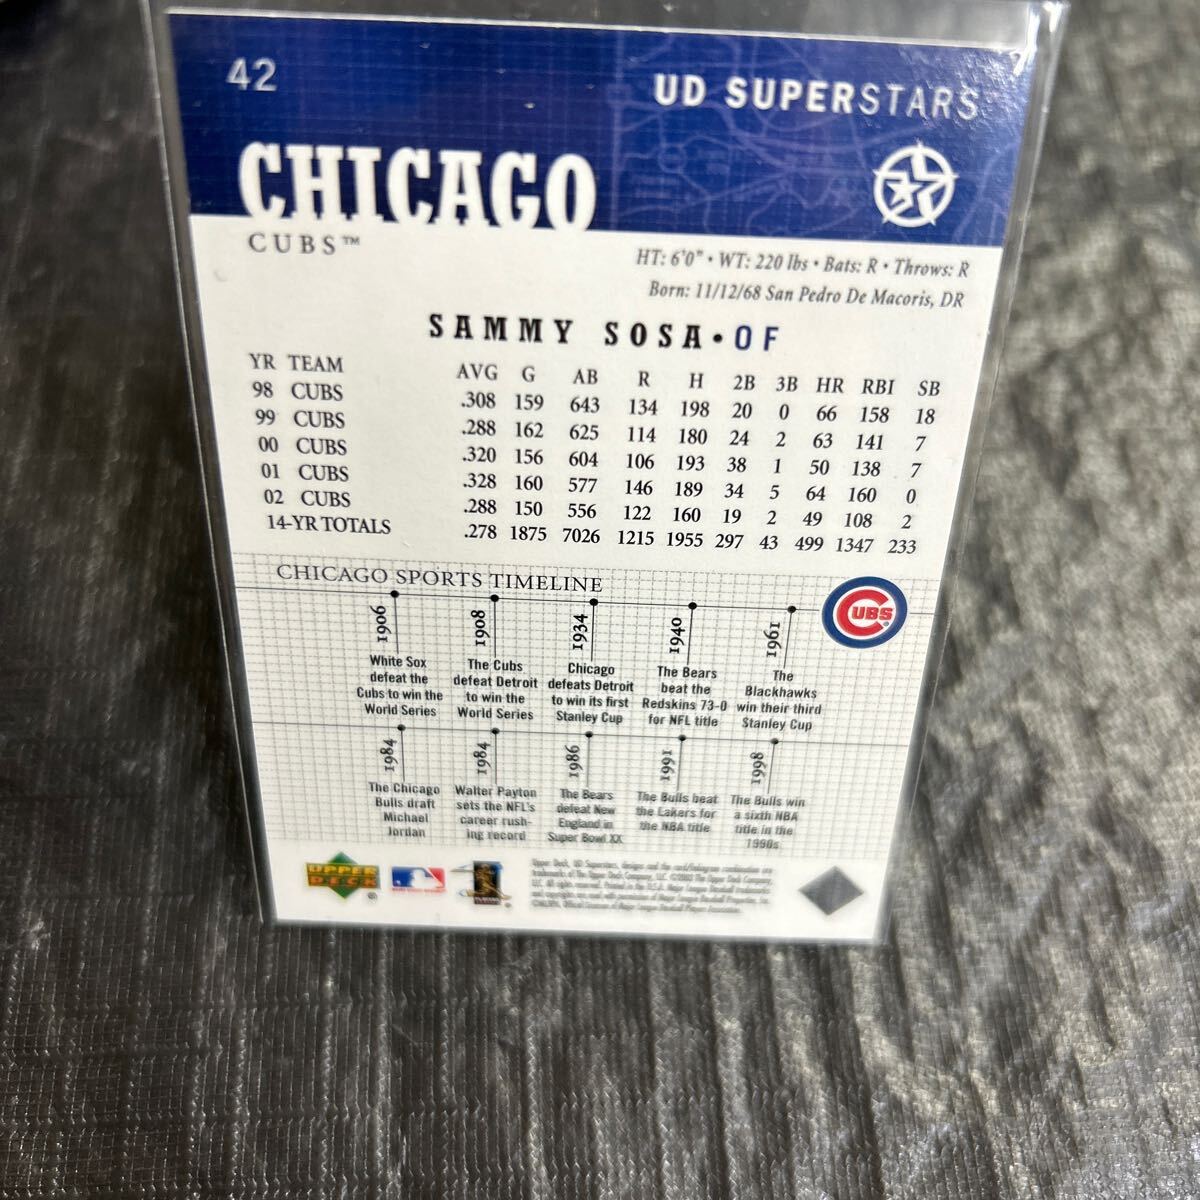 42
UD SUPERSTARS
CHICAGO
CUBS™
HT: 6'0" • WT: 220 lbs • Bats: R • Throws: R
Born: 11/12/68 San Pedro De Macoris, DR
SAMMY SOSA • OF
YR TEAM AVG G AB R H 2B 3B HR RBI SB
98 CUBS .308 159 643 134 198 20 0 66 158 18
99 CUBS .288 162 625 114 180 24 2 63 141 7
00 CUBS .320 156 604 106 193 38 1 50 138 7
01 CUBS .328 160 577 146 189 34 5 64 160 0
02 CUBS .288 150 556 122 160 19 2 49 108 2
14-YR TOTALS .278 1875 7026 1215 1955 297 43 499 1347 233
CHICAGO SPORTS TIMELINE
CUBS
1906
White Sox
defeat the
Cubs to win the
World Series
1908
The Cubs
defeat Detroit
to win the
World Series
1934
Chicago
defeats Detroit
to win its first
Stanley Cup
1940
The Bears
beat the
Redskins 73-0
for NFL title
1961
The
Blackhawks
win their third
Stanley Cup
1984
The Chicago
Bulls draft
Michael
Jordan
1984
Walter Payton
sets the NFL's
career rush-
ing record
1986
The Bears
defeat New
England in
Super Bowl XX
1991
The Bulls beat
the Lakers for
the NBA title
1998
The Bulls win
a sixth NBA
title in the
1990s
UPPER
DECK